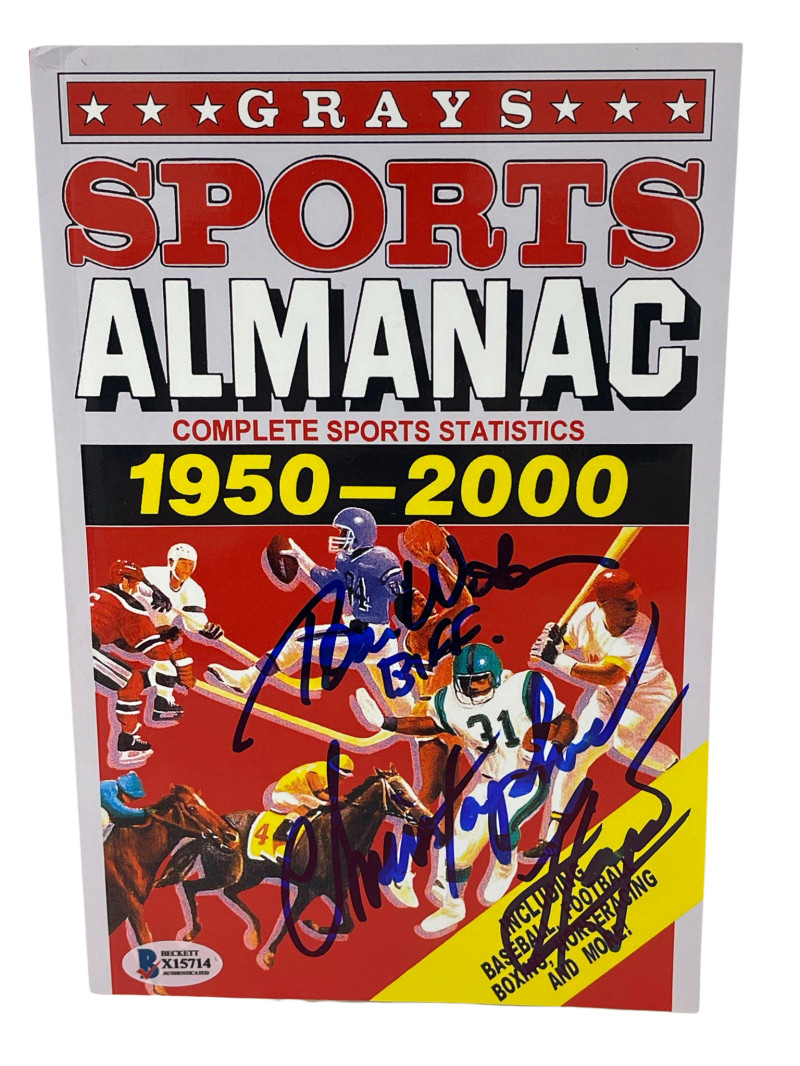 ★ ★ ★ GRAYS ★ ★ ★
SPORTS
ALMANAC
COMPLETE SPORTS STATISTICS
1950–2000
84
Tom Wilson
BIFF.
31
Christopher Lloyd
4
INCLUDING
BASEBALL, FOOTBALL
BOXING, HORSERACING
AND MORE!
BECKETT
X15714
AUTHENTICATED